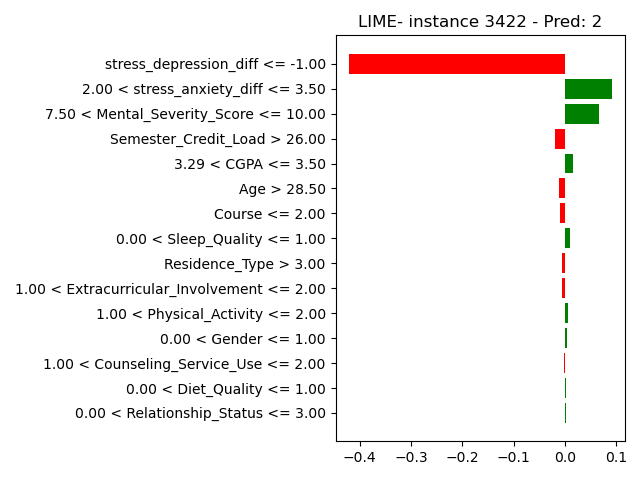 LIME- instance 3422 - Pred: 2
stress_depression_diff <= -1.00
2.00 < stress_anxiety_diff <= 3.50
7.50 < Mental_Severity_Score <= 10.00
Semester_Credit_Load > 26.00
3.29 < CGPA <= 3.50
Age > 28.50
Course <= 2.00
0.00 < Sleep_Quality <= 1.00
Residence_Type > 3.00
1.00 < Extracurricular_Involvement <= 2.00
1.00 < Physical_Activity <= 2.00
0.00 < Gender <= 1.00
1.00 < Counseling_Service_Use <= 2.00
0.00 < Diet_Quality <= 1.00
0.00 < Relationship_Status <= 3.00
−0.4 −0.3 −0.2 −0.1 0.0 0.1